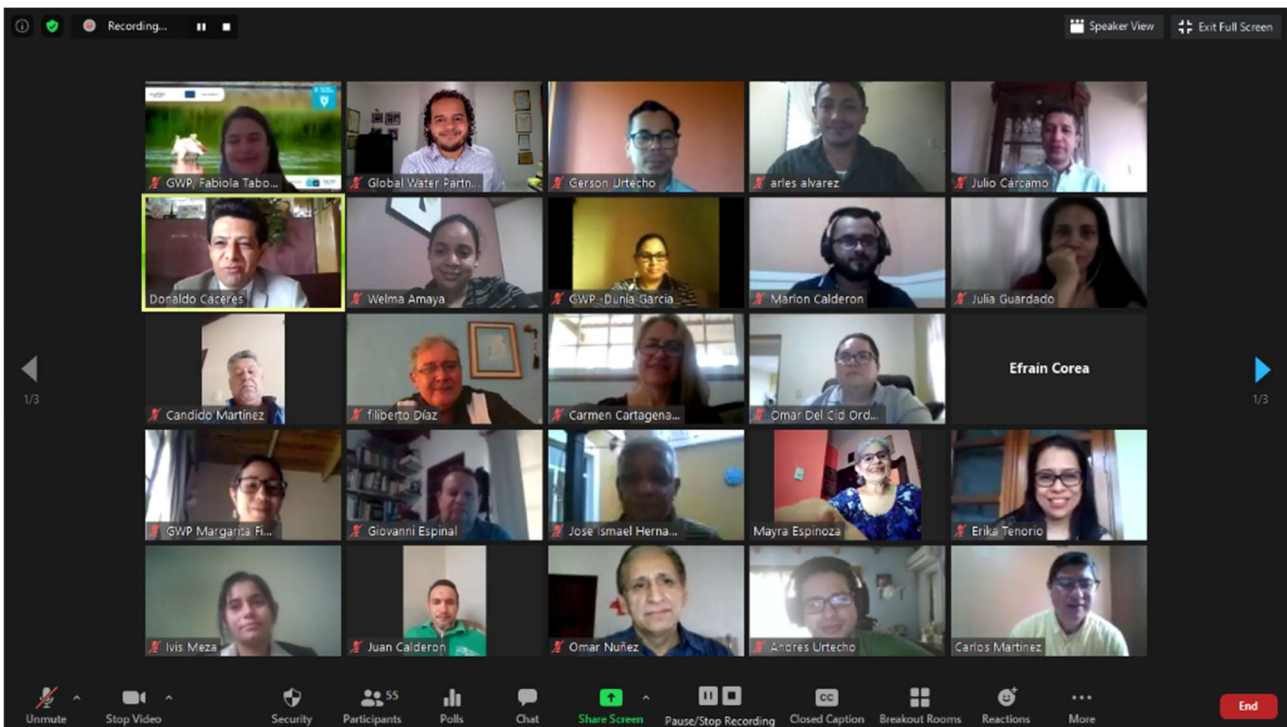 Recording...
Speaker View
Exit Full Screen
GWP, Fabiola Tabo...
Global Water Partn...
Gerson Urtecho
arles alvarez
Julio Cárcamo
Donaldo Cáceres
Welma Amaya
GWP -Dunia Garcia
Marlon Calderon
Julia Guardado
Candido Martinez
filiberto Díaz
Carmen Cartagena...
Omar Del Cid Ord...
Efraín Corea
1/3
1/3
GWP Margarita Fi...
Giovanni Espinal
Jose Ismael Herna...
Mayra Espinoza
Erika Tenorio
Ivis Meza
Juan Calderon
Omar Nuñez
Andres Urtecho
Carlos Martinez
Unmute
Stop Video
Security
55
Participants
Polls
Chat
Share Screen
Pause/Stop Recording
CC
Closed Caption
Breakout Rooms
Reactions
More
End